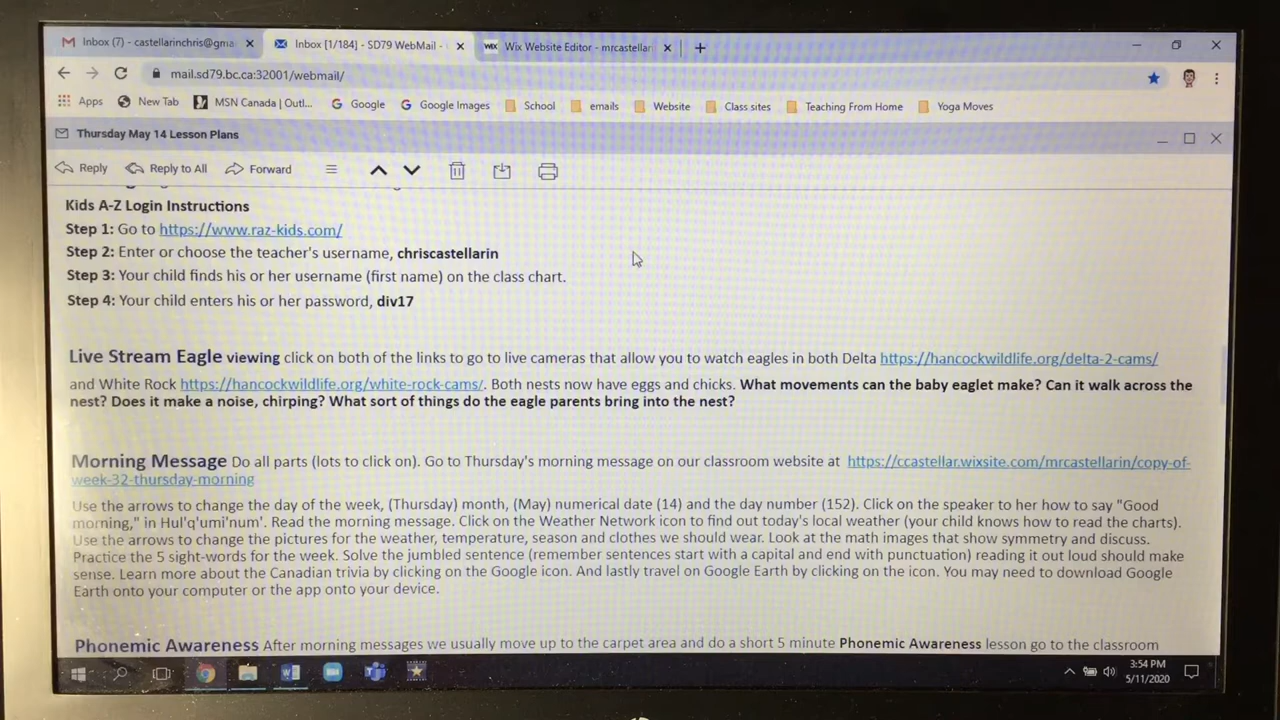 Inbox (7) - castellarinchris@gma
Inbox [1/184] - SD79 WebMail -
Wix Website Editor - mrcastellari
mail.sd79.bc.ca:32001/webmail/
Apps New Tab MSN Canada | Outl... Google Google Images School emails Website Class sites Teaching From Home Yoga Moves
Thursday May 14 Lesson Plans
Reply Reply to All Forward
Kids A-Z Login Instructions
Step 1: Go to https://www.raz-kids.com/
Step 2: Enter or choose the teacher's username, chriscastellarin
Step 3: Your child finds his or her username (first name) on the class chart.
Step 4: Your child enters his or her password, div17
Live Stream Eagle viewing click on both of the links to go to live cameras that allow you to watch eagles in both Delta https://hancockwildlife.org/delta-2-cams/
and White Rock https://hancockwildlife.org/white-rock-cams/. Both nests now have eggs and chicks. What movements can the baby eaglet make? Can it walk across the
nest? Does it make a noise, chirping? What sort of things do the eagle parents bring into the nest?
Morning Message Do all parts (lots to click on). Go to Thursday's morning message on our classroom website at https://ccastellar.wixsite.com/mrcastellarin/copy-of-
week-32-thursday-morning
Use the arrows to change the day of the week, (Thursday) month, (May) numerical date (14) and the day number (152). Click on the speaker to her how to say "Good
morning," in Hul'q'umi'num'. Read the morning message. Click on the Weather Network icon to find out today's local weather (your child knows how to read the charts).
Use the arrows to change the pictures for the weather, temperature, season and clothes we should wear. Look at the math images that show symmetry and discuss.
Practice the 5 sight-words for the week. Solve the jumbled sentence (remember sentences start with a capital and end with punctuation) reading it out loud should make
sense. Learn more about the Canadian trivia by clicking on the Google icon. And lastly travel on Google Earth by clicking on the icon. You may need to download Google
Earth onto your computer or the app onto your device.
Phonemic Awareness After morning messages we usually move up to the carpet area and do a short 5 minute Phonemic Awareness lesson go to the classroom
3:54 PM
5/11/2020